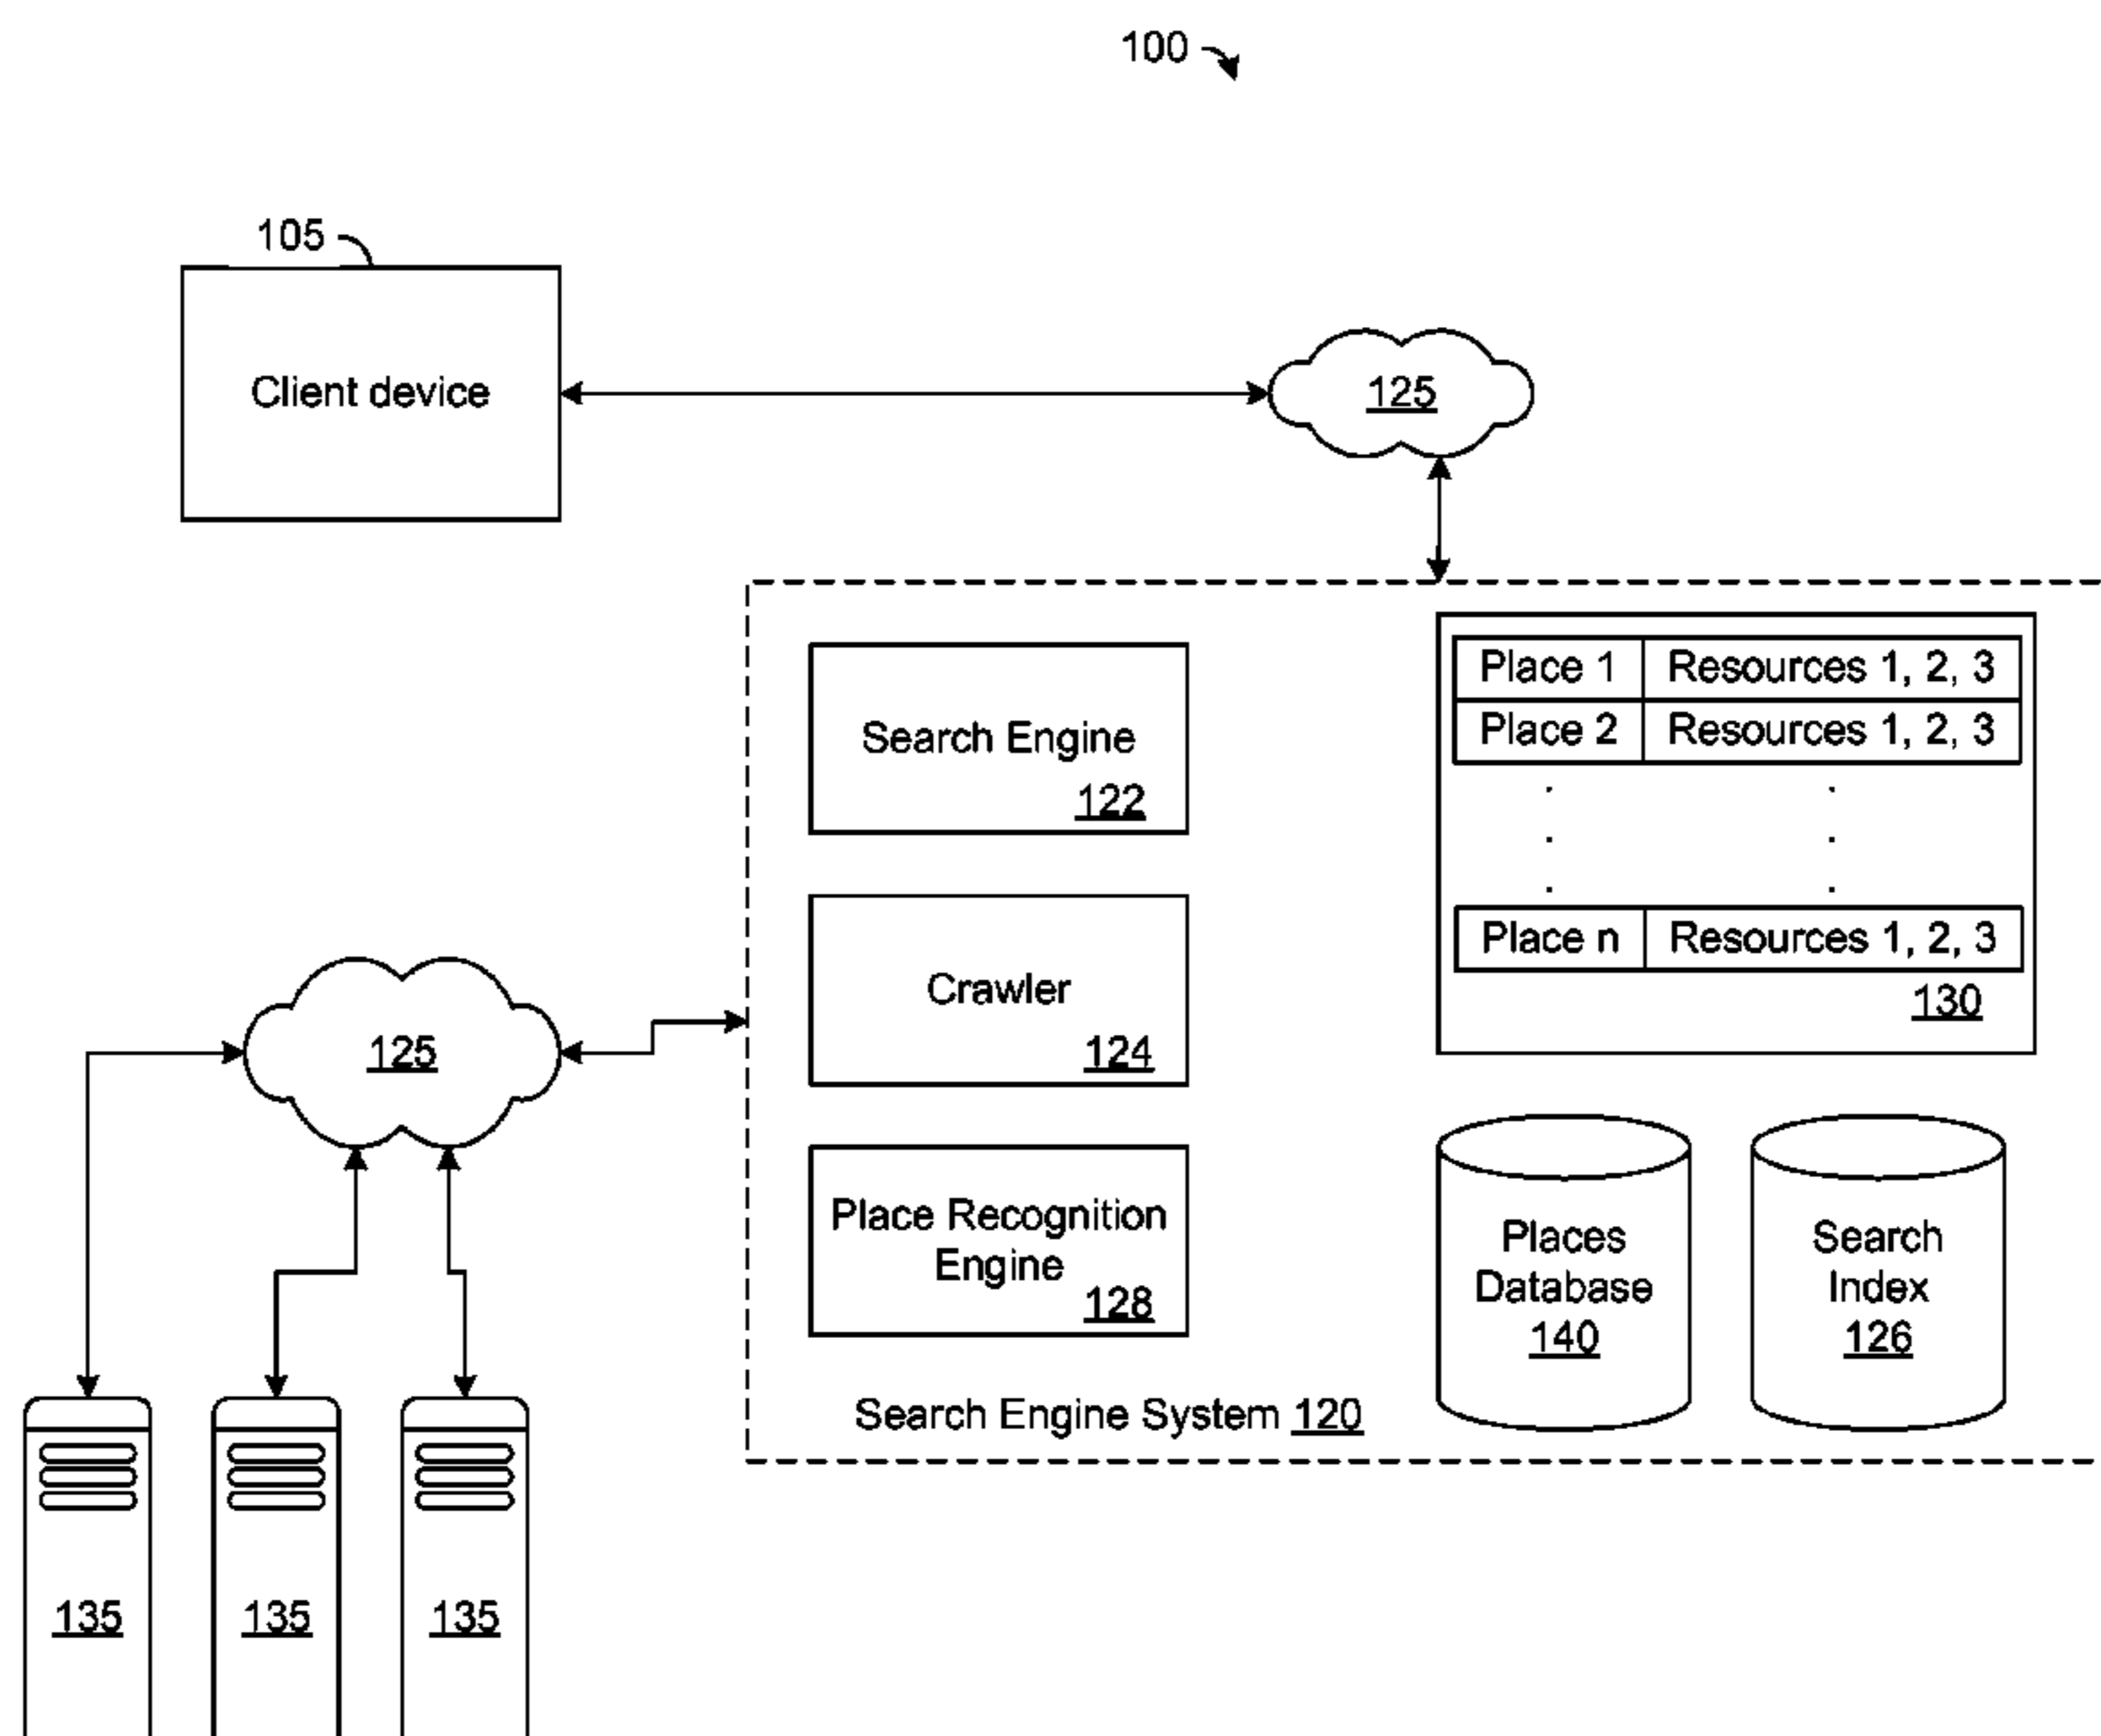 100
105
Client device
125
Search Engine
122
Place 1 Resources 1, 2, 3
Place 2 Resources 1, 2, 3
. .
. .
. .
Place n Resources 1, 2, 3
130
Crawler
124
125
Place Recognition
Engine
128
Places
Database
140
Search
Index
126
Search Engine System 120
135 135 135